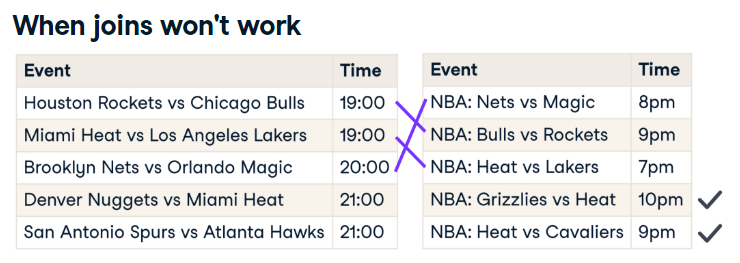 When joins won't work
Event Time Event Time
Houston Rockets vs Chicago Bulls 19:00 NBA: Nets vs Magic 8pm
Miami Heat vs Los Angeles Lakers 19:00 NBA: Bulls vs Rockets 9pm
Brooklyn Nets vs Orlando Magic 20:00 NBA: Heat vs Lakers 7pm
Denver Nuggets vs Miami Heat 21:00 NBA: Grizzlies vs Heat 10pm
San Antonio Spurs vs Atlanta Hawks 21:00 NBA: Heat vs Cavaliers 9pm